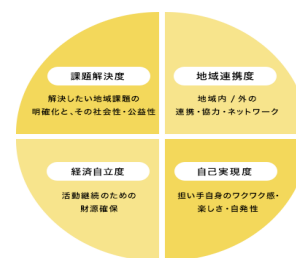 課題解決度
解決したい地域課題の
明確化と、その社会性・公益性
地域連携度
地域内 / 外の
連携・協力・ネットワーク
経済自立度
活動継続のための
財源確保
自己実現度
担い手自身のワクワク感・
楽しさ・自発性